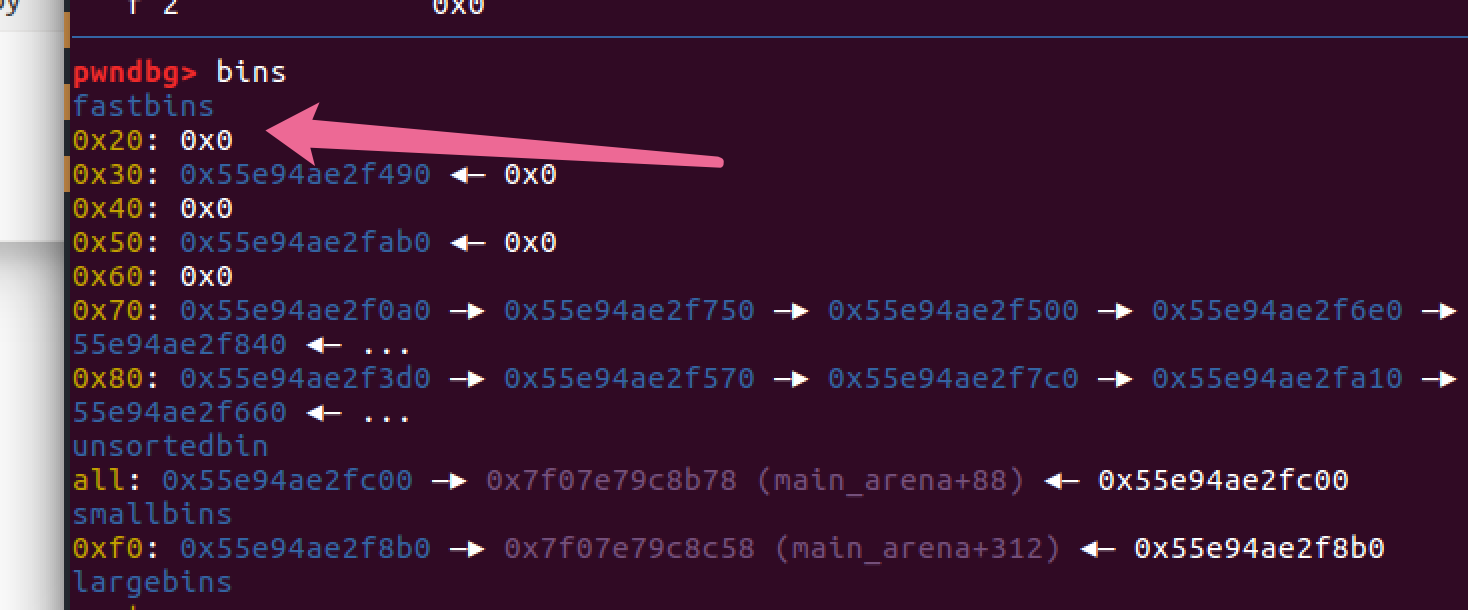 f 2 0x0
pwndbg> bins
fastbins
0x20: 0x0
0x30: 0x55e94ae2f490 ◂— 0x0
0x40: 0x0
0x50: 0x55e94ae2fab0 ◂— 0x0
0x60: 0x0
0x70: 0x55e94ae2f0a0 —▸ 0x55e94ae2f750 —▸ 0x55e94ae2f500 —▸ 0x55e94ae2f6e0 —▸
55e94ae2f840 ◂— ...
0x80: 0x55e94ae2f3d0 —▸ 0x55e94ae2f570 —▸ 0x55e94ae2f7c0 —▸ 0x55e94ae2fa10 —▸
55e94ae2f660 ◂— ...
unsortedbin
all: 0x55e94ae2fc00 —▸ 0x7f07e79c8b78 (main_arena+88) ◂— 0x55e94ae2fc00
smallbins
0xf0: 0x55e94ae2f8b0 —▸ 0x7f07e79c8c58 (main_arena+312) ◂— 0x55e94ae2f8b0
largebins